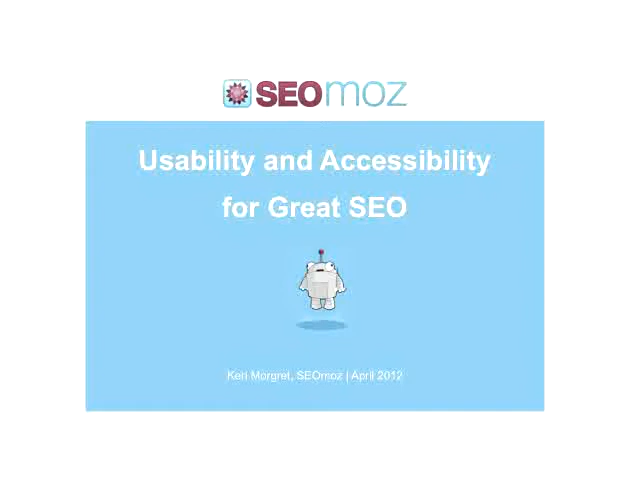 SEOmoz
Usability and Accessibility
for Great SEO
Keri Morgret, SEOmoz | April 2012